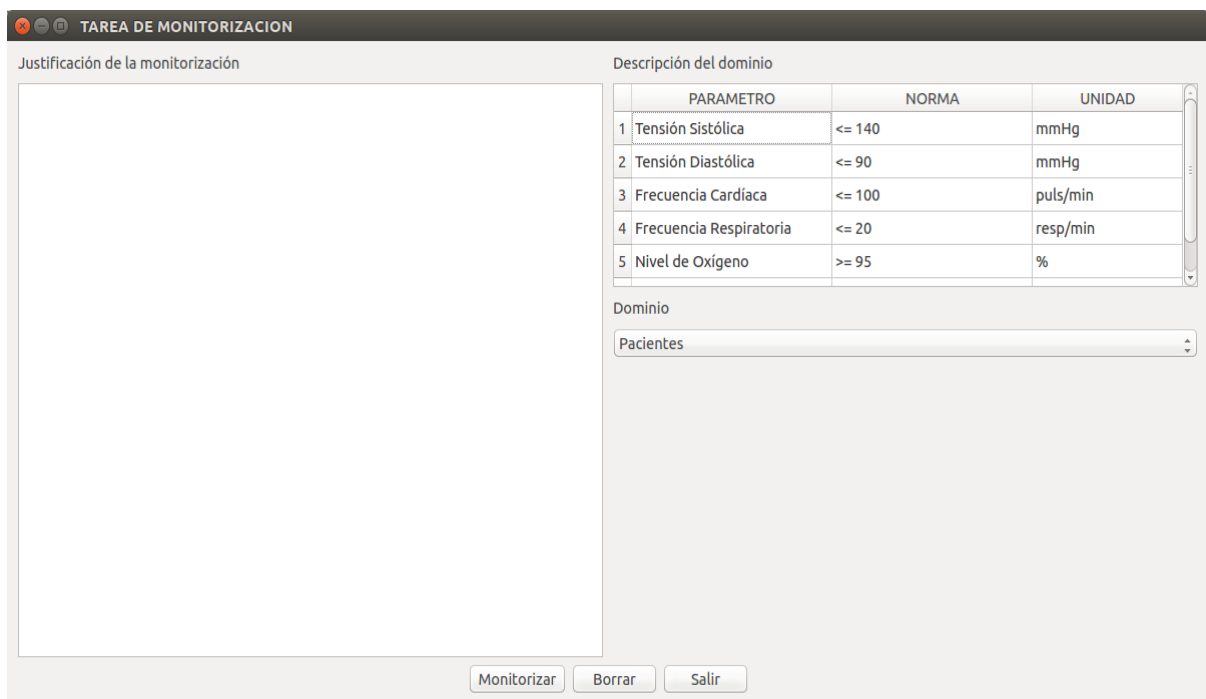 TAREA DE MONITORIZACION
Justificación de la monitorización
Descripción del dominio
PARAMETRO NORMA UNIDAD
1 Tensión Sistólica <= 140 mmHg
2 Tensión Diastólica <= 90 mmHg
3 Frecuencia Cardíaca <= 100 puls/min
4 Frecuencia Respiratoria <= 20 resp/min
5 Nivel de Oxígeno >= 95 %
Dominio
Pacientes
Monitorizar Borrar Salir